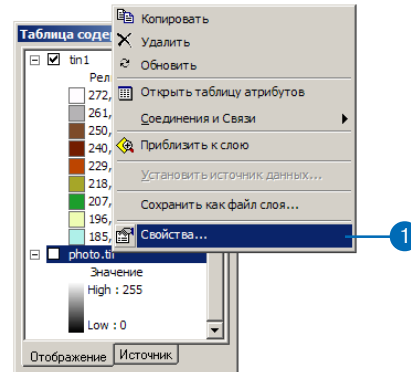 Копировать
Таблица соде
Удалить
tin1
Обновить
Рел
272,
Открыть таблицу атрибутов
261,
Соединения и Связи
250,
240,
Приблизить к слою
229,
Установить источник данных...
218,
207,
Сохранить как файл слоя...
196,
185,
Свойства...
1
photo.tif
Значение
High : 255
Low : 0
Отображение
Источник